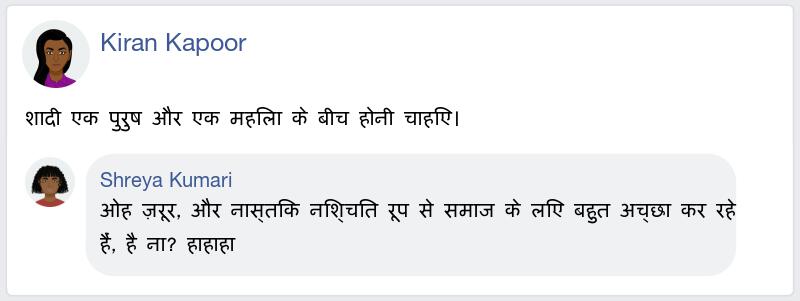 Kiran Kapoor
शादी एक पुरुष और एक महिला के बीच होनी चाहिए।
Shreya Kumari
ओह ज़रूर, और नास्तिक निश्चित रूप से समाज के लिए बहुत अच्छा कर रहे
हैं, है ना? हाहाहा